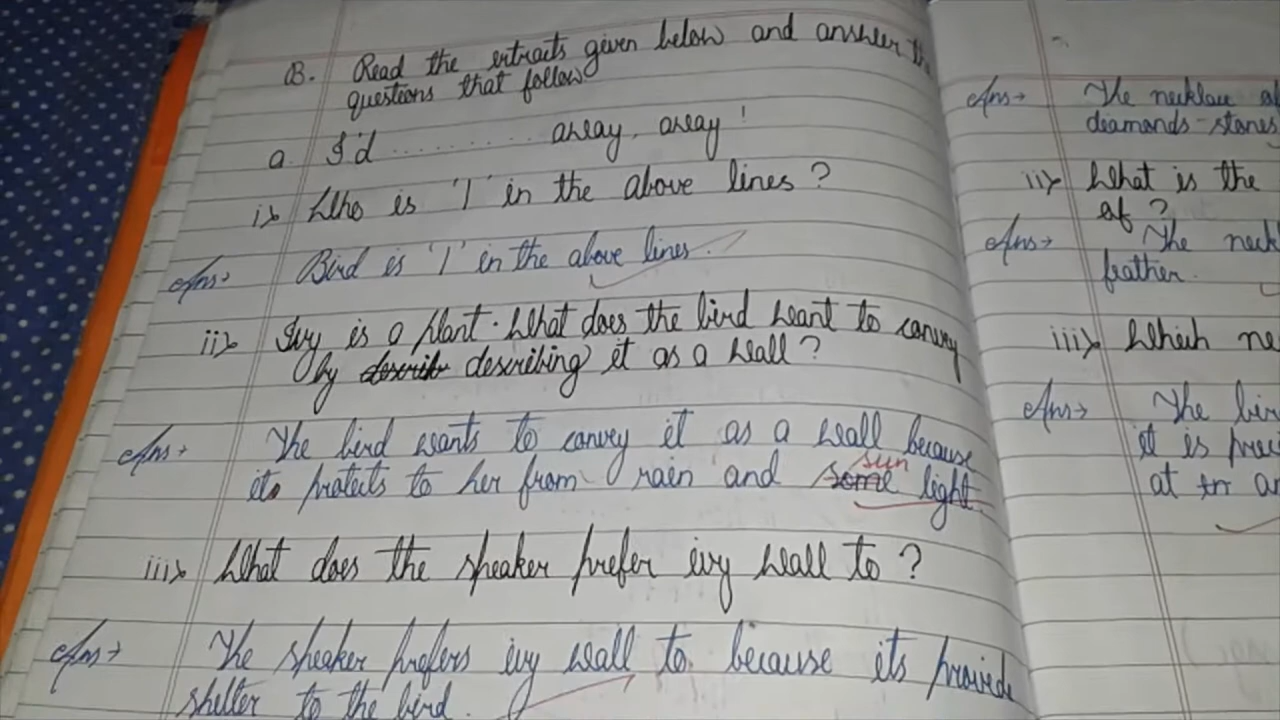 B. Read the extracts given below and answer the
questions that follow
a I'd .......... away, away!
i> Who is 'I' in the above lines?
Ans→ Bird is 'I' in the above lines.
ii> Ivy is a plant. What does the bird want to convey
by describing it as a wall?
Ans→ The bird wants to convey it as a wall because
its protects to her from rain and some sun light.
iii> What does the speaker prefer ivy wall to?
Ans→ The speaker prefers ivy wall to because its provide
shelter to the bird.
Ans→ The necklace
diamonds-stones
ii> What is the
of?
Ans→ The neck
feather.
iii> Which ne
Ans→ The bir
it is prec
at an